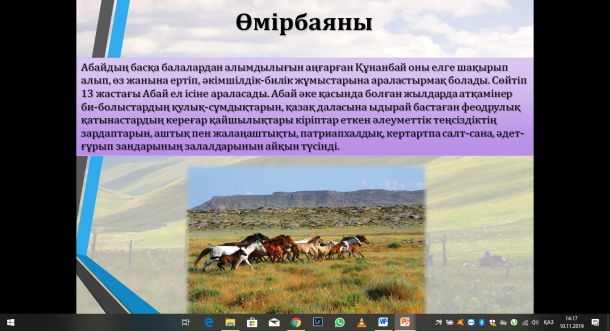 Өмірбаяны
Абайдың басқа балалардан алымдылығын аңғарған Құнанбай оны елге шақырып
алып, өз жанына ертіп, әкімшілдік-билік жұмыстарына араластырмақ болады. Сөйтіп
13 жастағы Абай ел ісіне араласады. Абай әке қасында болған жылдарда атқамінер
би-болыстардың қулық-сұмдықтарын, қазақ даласына ыдырай бастаған феодрулық
қатынастардың кереғар қайшылықтары кіріптар еткен әлеуметтік теңсіздіктің
зардаптарын, аштық пен жалаңаштықты, патриапхалдық, кертартпа салт-сана, әдет-
ғұрып заңдарының залалдарының айқын түсінді.
ҚАЗ
14:17
10.11.2019